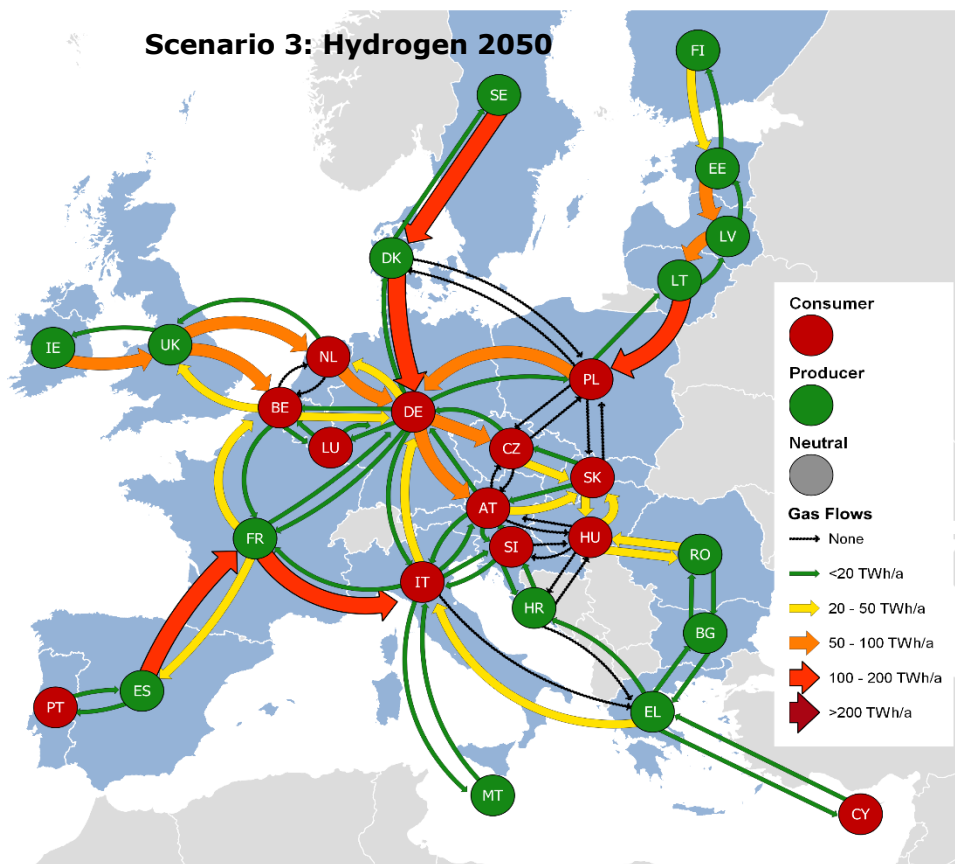 Scenario 3: Hydrogen 2050
FI
SE
EE
LV
DK
LT
IE
UK
NL
PL
BE
DE
LU
CZ
SK
AT
FR
SI
HU
RO
IT
HR
BG
ES
PT
EL
MT
CY
Consumer
Producer
Neutral
Gas Flows
None
<20 TWh/a
20 - 50 TWh/a
50 - 100 TWh/a
100 - 200 TWh/a
>200 TWh/a